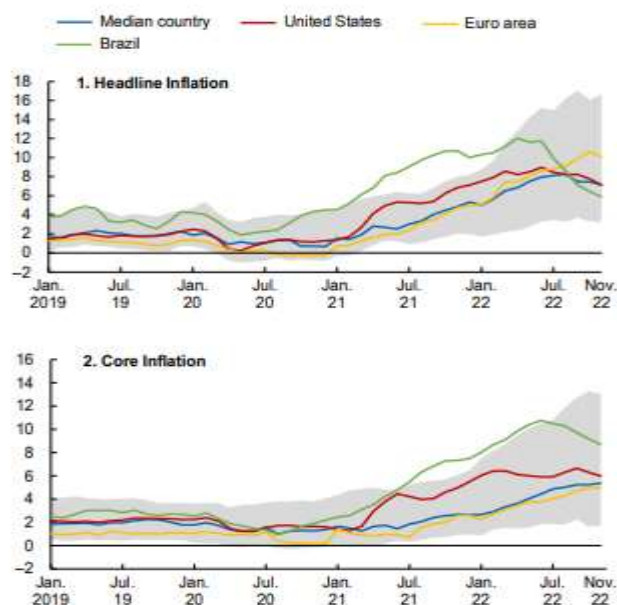 Median country United States Euro area
Brazil
1. Headline Inflation
18
16
14
12
10
8
6
4
2
0
–2
Jan. Jul. Jan. Jul. Jan. Jul. Jan. Jul. Nov.
2019 19 20 20 21 21 22 22 22
2. Core Inflation
16
14
12
10
8
6
4
2
0
–2
Jan. Jul. Jan. Jul. Jan. Jul. Jan. Jul. Nov.
2019 19 20 20 21 21 22 22 22